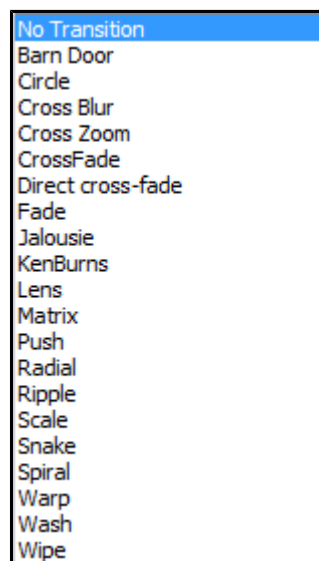 No Transition
Barn Door
Circle
Cross Blur
Cross Zoom
CrossFade
Direct cross-fade
Fade
Jalousie
KenBurns
Lens
Matrix
Push
Radial
Ripple
Scale
Snake
Spiral
Warp
Wash
Wipe